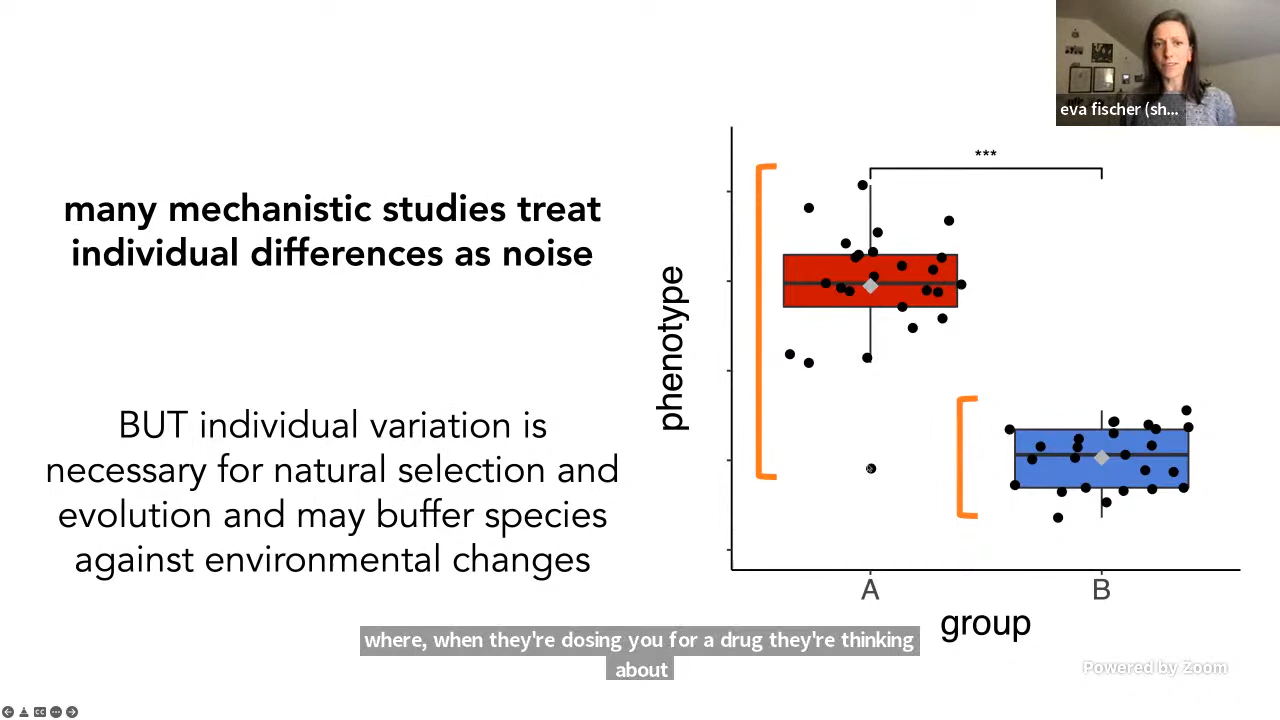 eva fischer (sh...
many mechanistic studies treat
individual differences as noise
BUT individual variation is
necessary for natural selection and
evolution and may buffer species
against environmental changes
***
phenotype
A
B
group
where, when they're dosing you for a drug they're thinking
about
Powered by Zoom